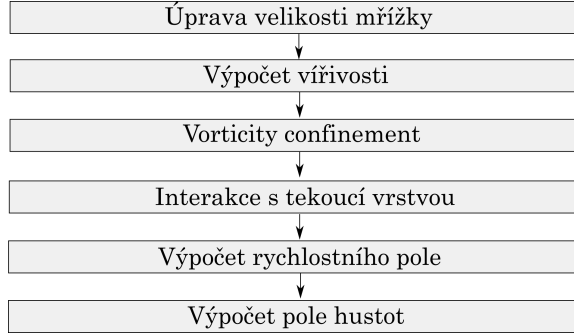 Úprava velikosti mřížky
Výpočet vířivosti
Vorticity confinement
Interakce s tekoucí vrstvou
Výpočet rychlostního pole
Výpočet pole hustot